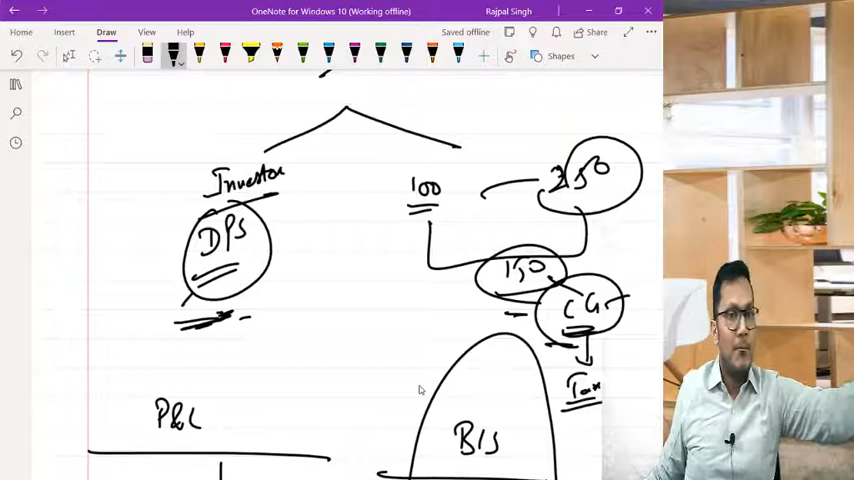 OneNote for Windows 10 (Working offline)
Rajpal Singh
Home Insert Draw View Help
Saved offline
Share
Shapes
Investor
100
250
DPS
150
CG
Tax
P&L
B/S